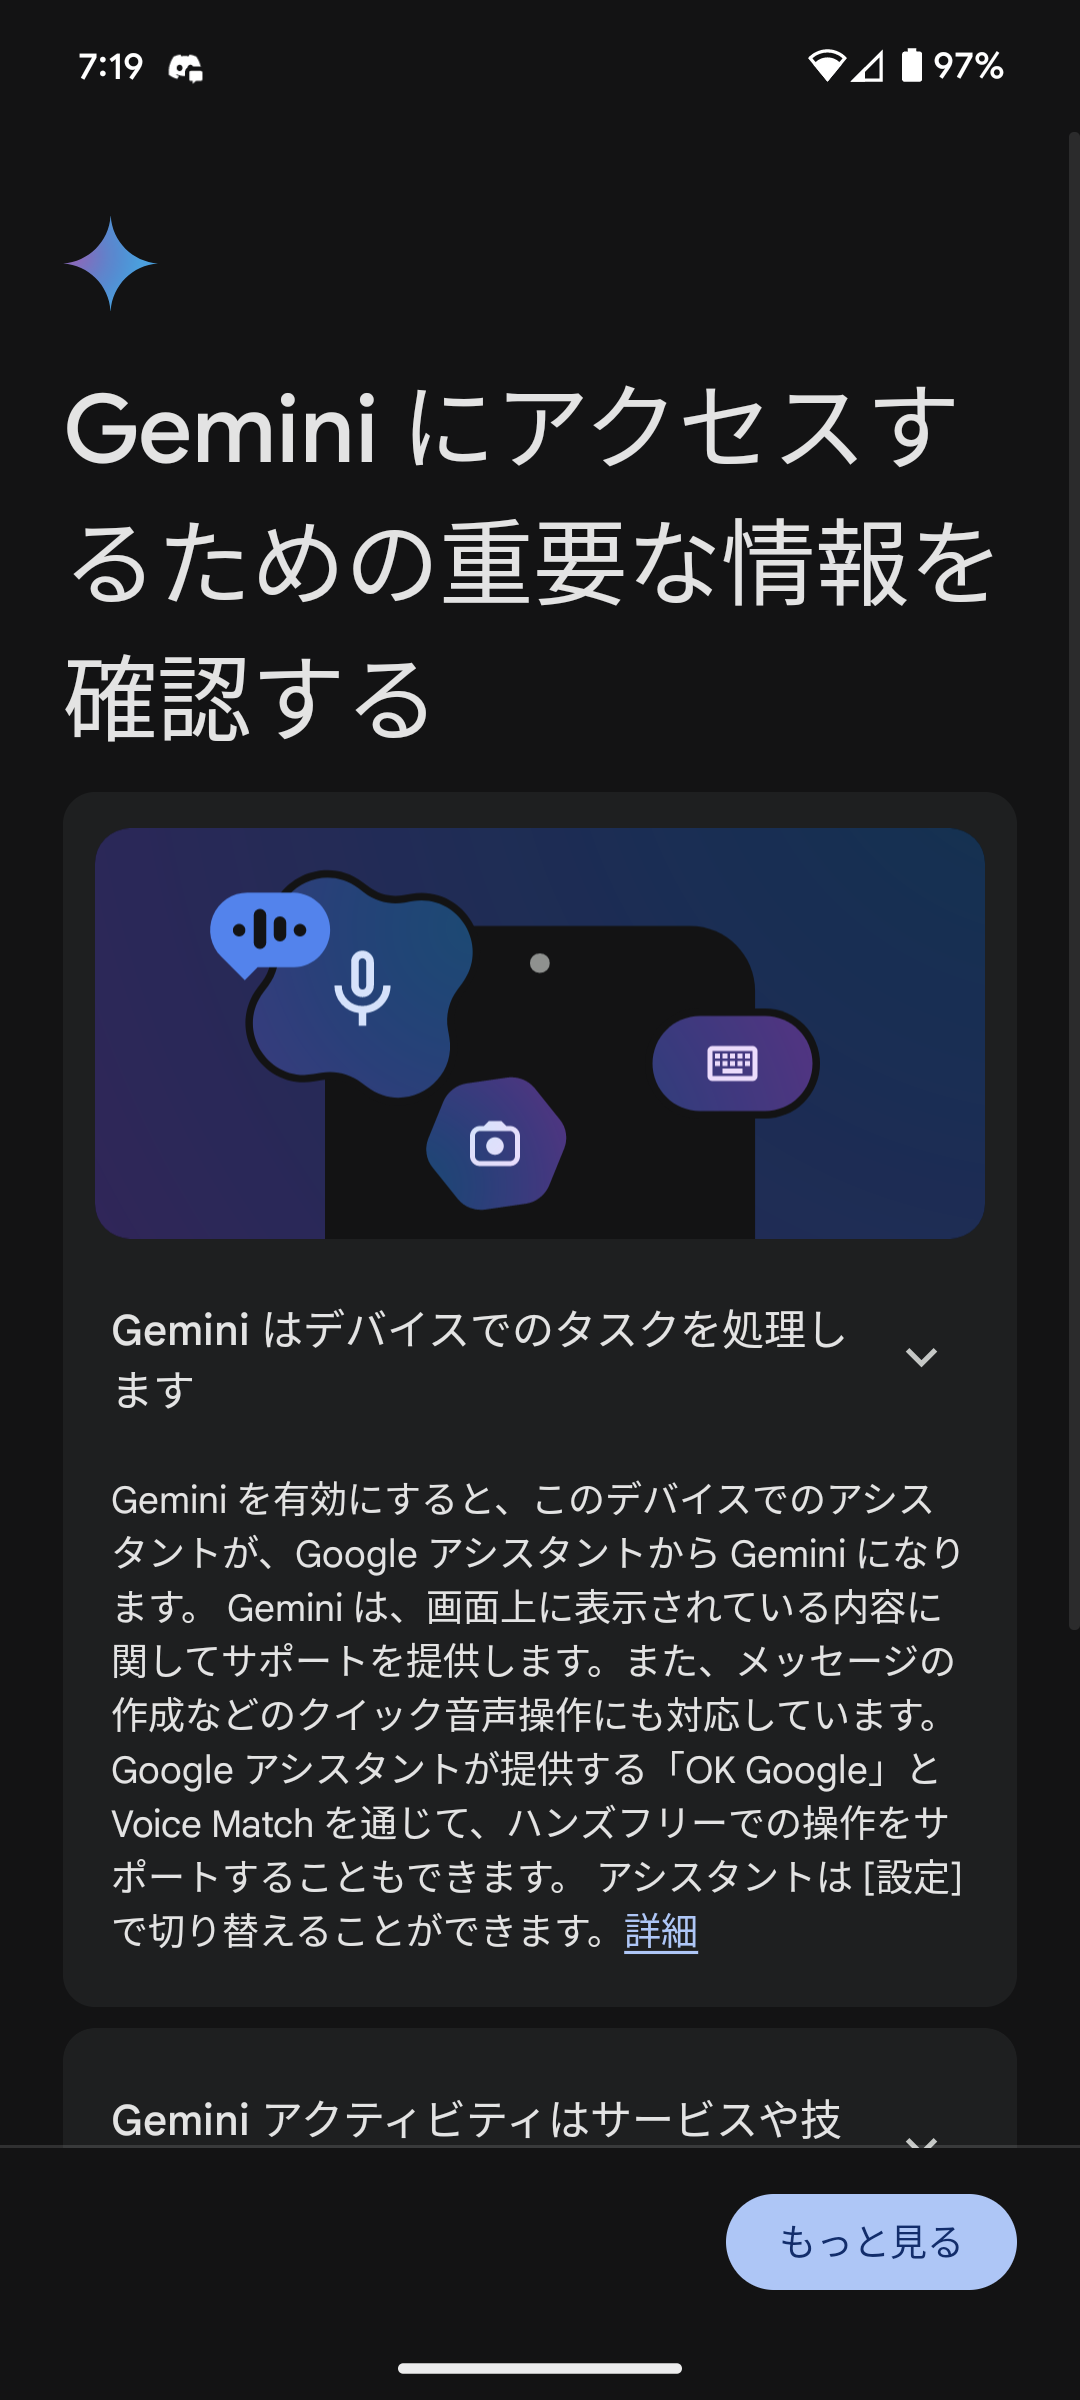 7:19
97%
Gemini にアクセスす
るための重要な情報を
確認する
Gemini はデバイスでのタスクを処理し
ます
Gemini を有効にすると、このデバイスでのアシス
タントが、Google アシスタントから Gemini になり
ます。 Gemini は、画面上に表示されている内容に
関してサポートを提供します。また、メッセージの
作成などのクイック音声操作にも対応しています。
Google アシスタントが提供する「OK Google」と
Voice Match を通じて、ハンズフリーでの操作をサ
ポートすることもできます。 アシスタントは [設定]
で切り替えることができます。詳細
Gemini アクティビティはサービスや技
もっと見る